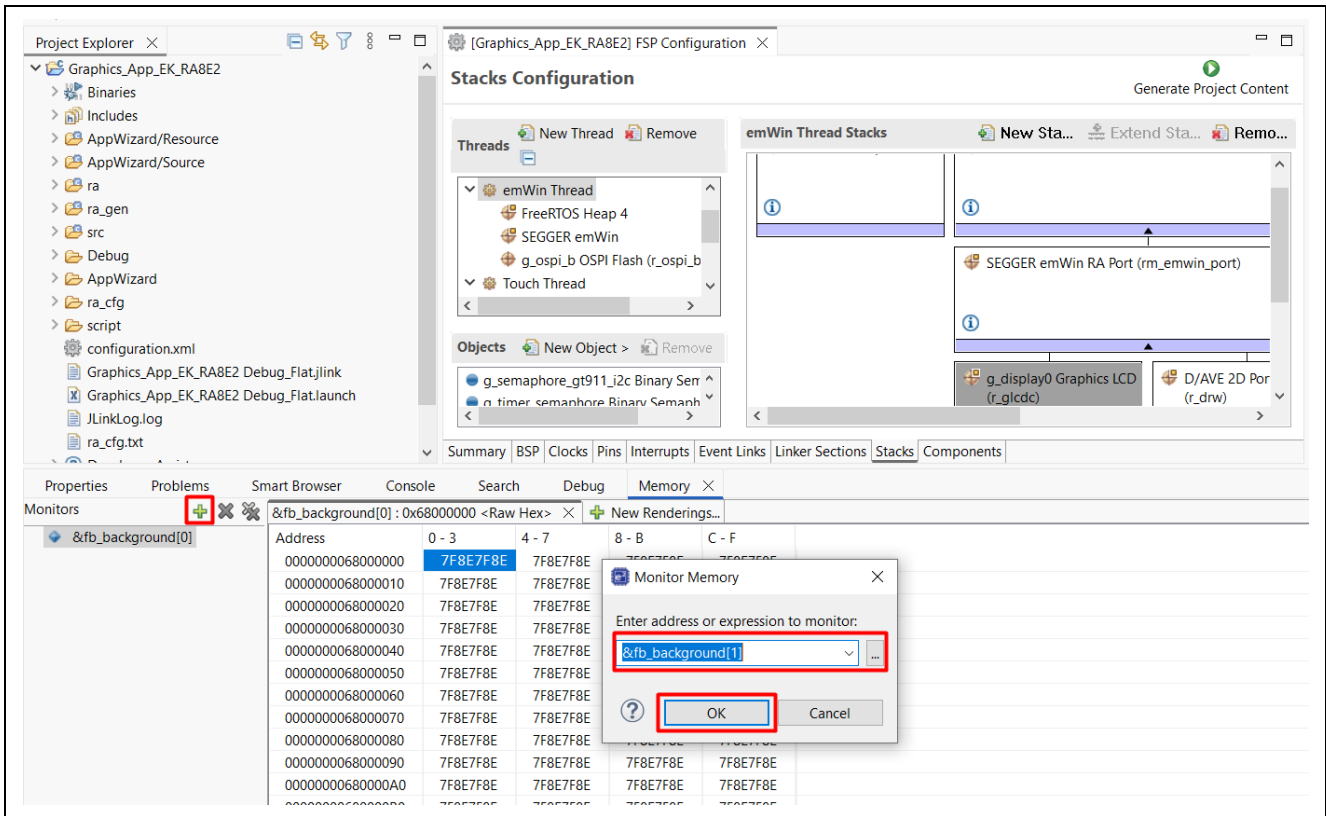 Project Explorer
[Graphics_App_EK_RA8E2] FSP Configuration
Graphics_App_EK_RA8E2
Binaries
Includes
AppWizard/Resource
AppWizard/Source
ra
ra_gen
src
Debug
AppWizard
ra_cfg
script
configuration.xml
Graphics_App_EK_RA8E2 Debug_Flat.jlink
Graphics_App_EK_RA8E2 Debug_Flat.launch
JLinkLog.log
ra_cfg.txt
Stacks Configuration
Generate Project Content
Threads
New Thread
Remove
emWin Thread
FreeRTOS Heap 4
SEGGER emWin
g_ospi_b OSPI Flash (r_ospi_b
Touch Thread
Objects
New Object >
Remove
g_semaphore_gt911_i2c Binary Sem
g_timer_semaphore Binary Semaph
emWin Thread Stacks
New Sta...
Extend Sta...
Remo...
SEGGER emWin RA Port (rm_emwin_port)
g_display0 Graphics LCD
(r_glcdc)
D/AVE 2D Por
(r_drw)
Summary BSP Clocks Pins Interrupts Event Links Linker Sections Stacks Components
Properties Problems Smart Browser Console Search Debug Memory
Monitors
&fb_background[0]
&fb_background[0] : 0x68000000 <Raw Hex>
New Renderings...
Address 0 - 3 4 - 7 8 - B C - F
0000000068000000 7F8E7F8E 7F8E7F8E
0000000068000010 7F8E7F8E 7F8E7F8E
0000000068000020 7F8E7F8E 7F8E7F8E
0000000068000030 7F8E7F8E 7F8E7F8E
0000000068000040 7F8E7F8E 7F8E7F8E
0000000068000050 7F8E7F8E 7F8E7F8E
0000000068000060 7F8E7F8E 7F8E7F8E
0000000068000070 7F8E7F8E 7F8E7F8E
0000000068000080 7F8E7F8E 7F8E7F8E
0000000068000090 7F8E7F8E 7F8E7F8E 7F8E7F8E 7F8E7F8E
00000000680000A0 7F8E7F8E 7F8E7F8E 7F8E7F8E 7F8E7F8E
Monitor Memory
Enter address or expression to monitor:
&fb_background[1]
...
OK
Cancel